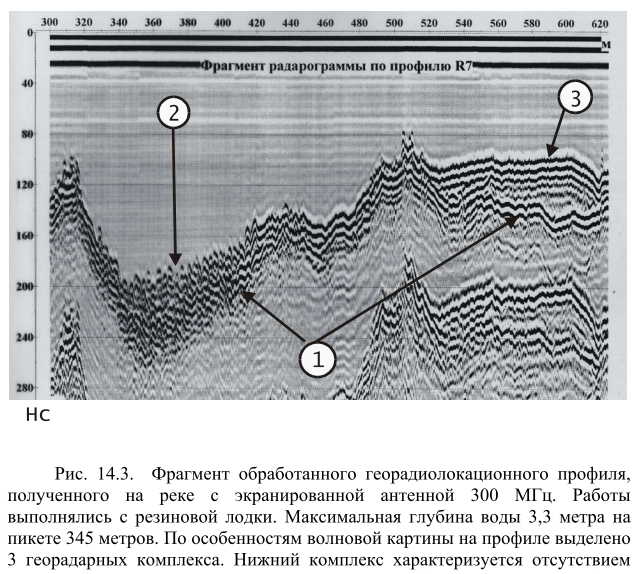 300 320 340 360 380 400 420 440 460 480 500 520 540 560 580 600 620
0
м
Фрагмент радарограммы по профилю R7
40
3
2
80
120
160
200
240
1
280
Нс
Рис. 14.3. Фрагмент обработанного георадиолокационного профиля,
полученного на реке с экранированной антенной 300 МГц. Работы
выполнялись с резиновой лодки. Максимальная глубина воды 3,3 метра на
пикете 345 метров. По особенностям волновой картины на профиле выделено
3 георадарных комплекса. Нижний комплекс характеризуется отсутствием